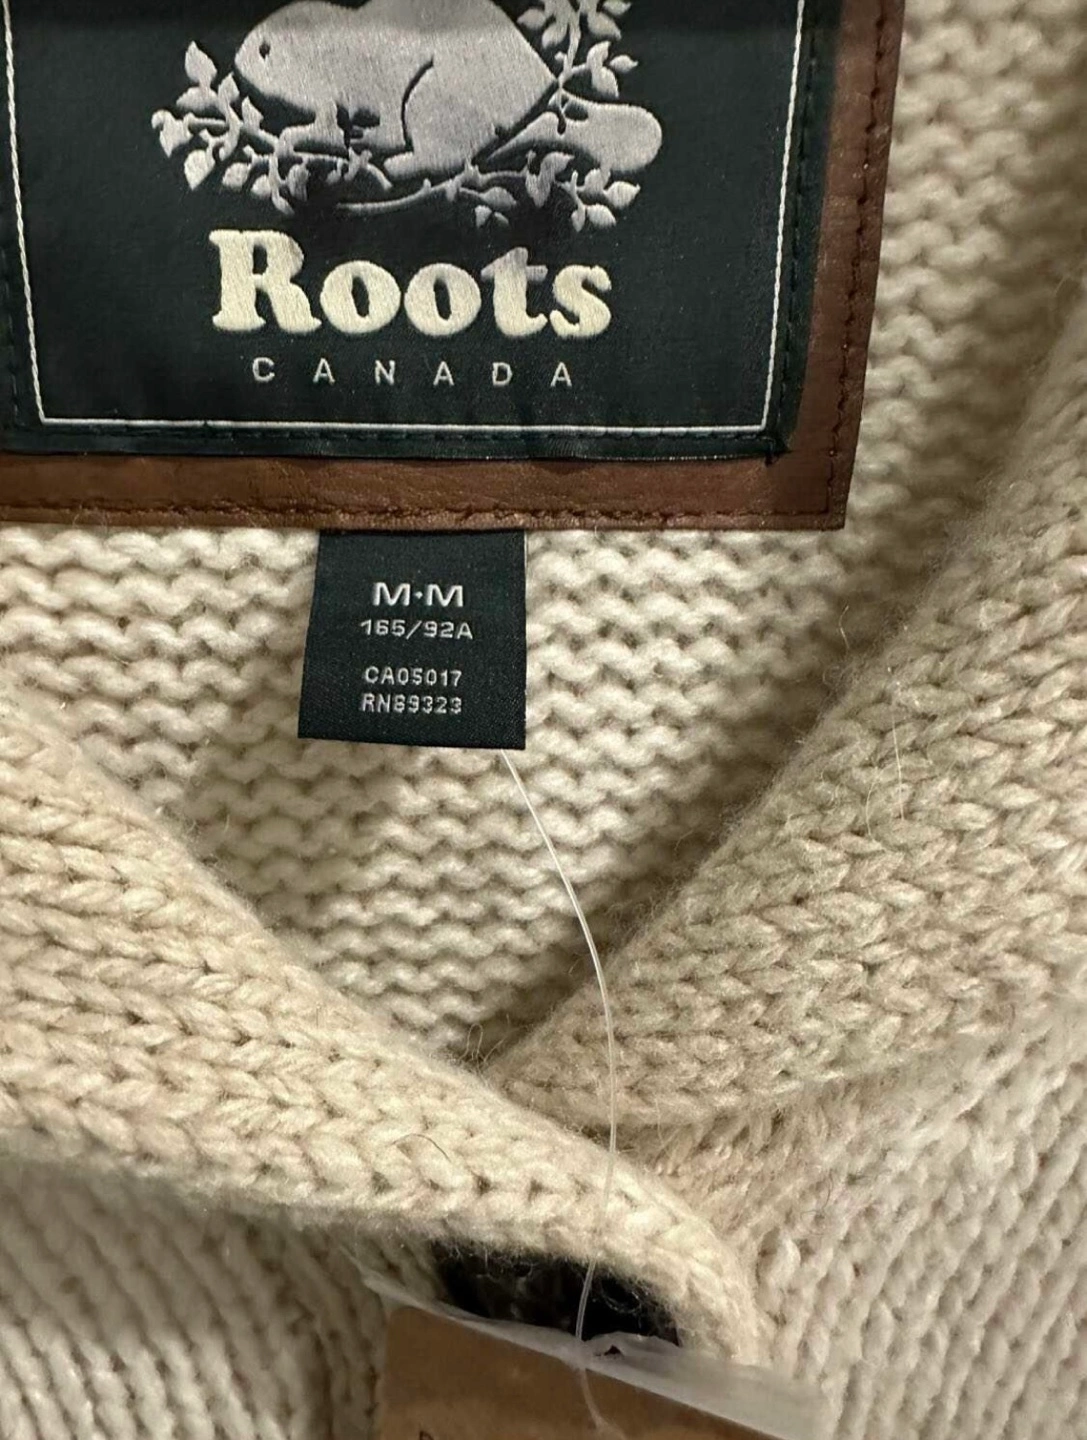 Roots
CANADA
M·M
165/92A
CA05017
RN69323